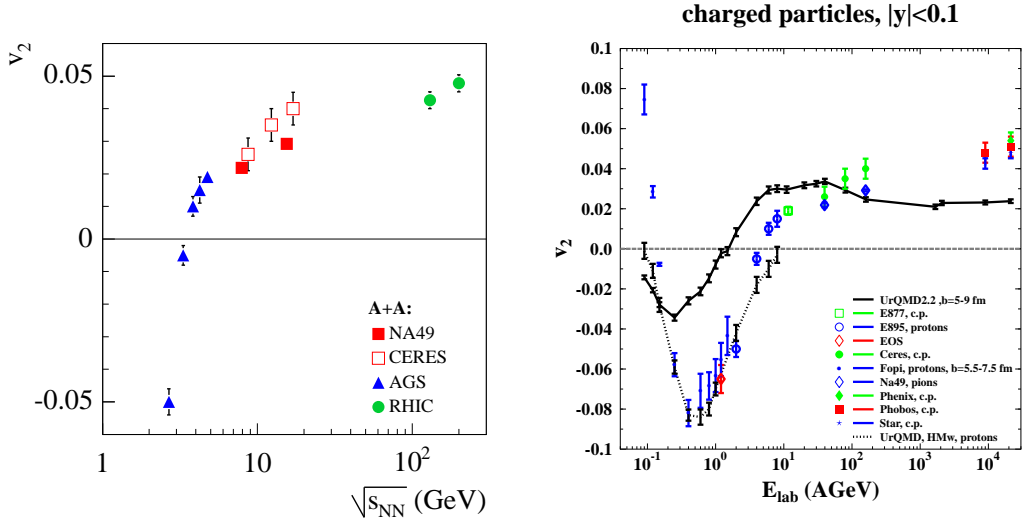 v2
0.05
0
-0.05
A+A:
NA49
CERES
AGS
RHIC
1
10
10^2
√sNN (GeV)
charged particles, |y|<0.1
v2
0.1
0.08
0.06
0.04
0.02
0.0
-0.02
-0.04
-0.06
-0.08
-0.1
UrQMD2.2 ,b=5-9 fm
E877, c.p.
E895, protons
EOS
Ceres, c.p.
Fopi, protons, b=5.5-7.5 fm
Na49, pions
Phenix, c.p.
Phobos, c.p.
Star, c.p.
UrQMD, HMw, protons
10^-1
10^0
10^1
10^2
10^3
10^4
Elab (AGeV)